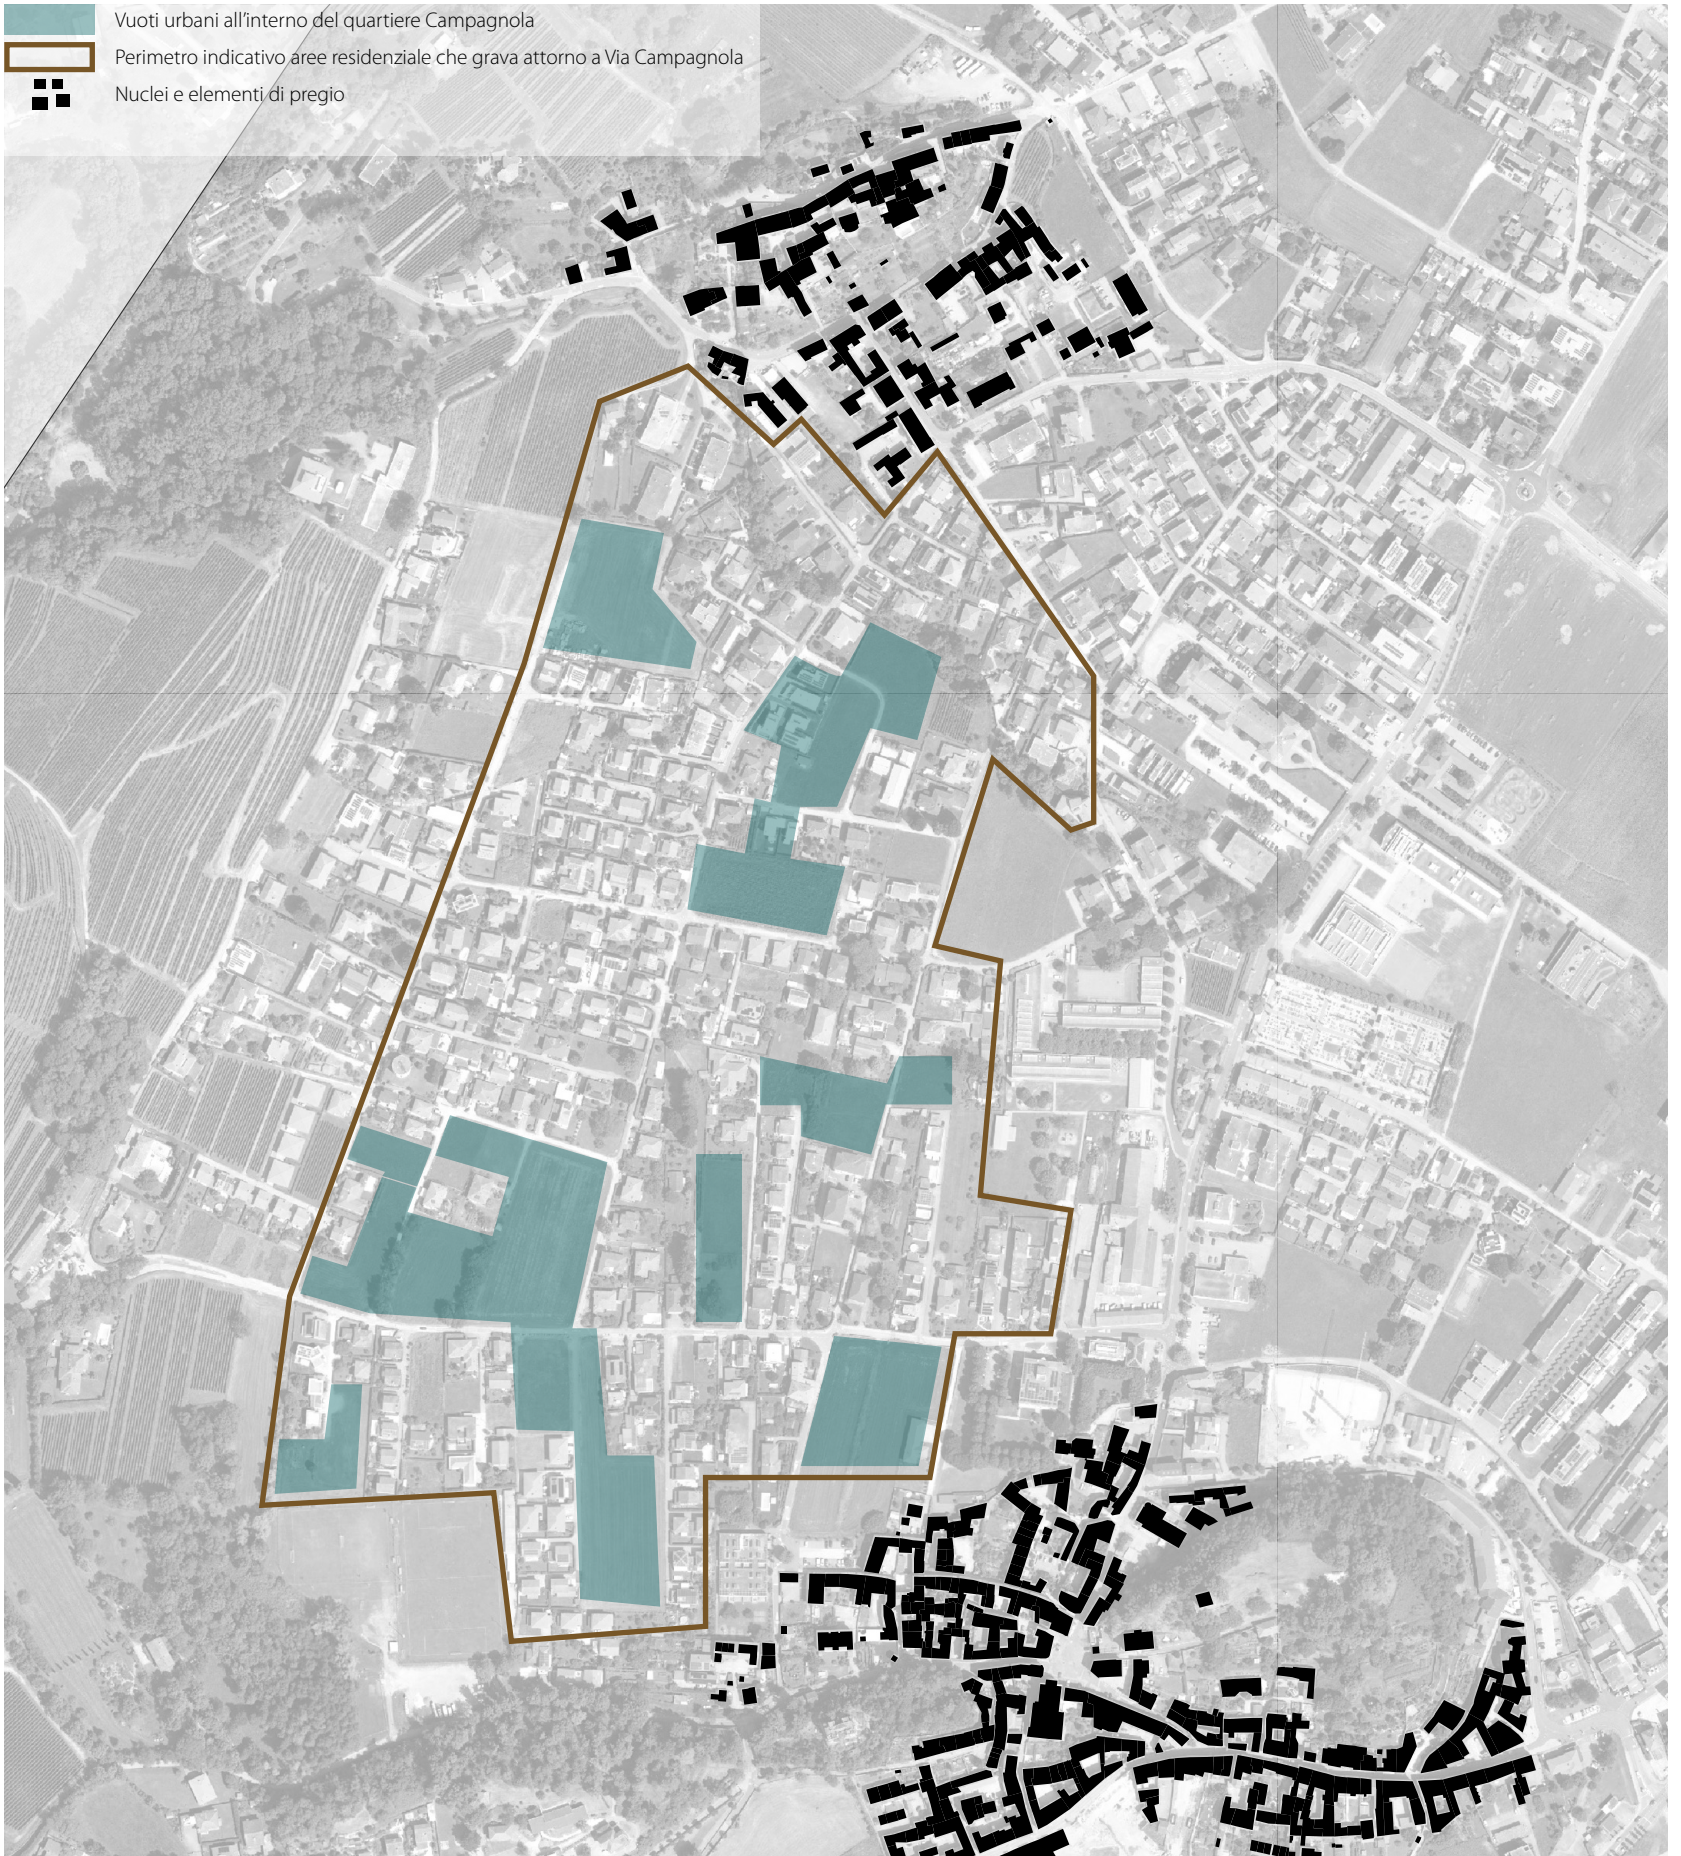 Vuoti urbani all'interno del quartiere Campagnola
Perimetro indicativo aree residenziale che grava attorno a Via Campagnola
Nuclei e elementi di pregio